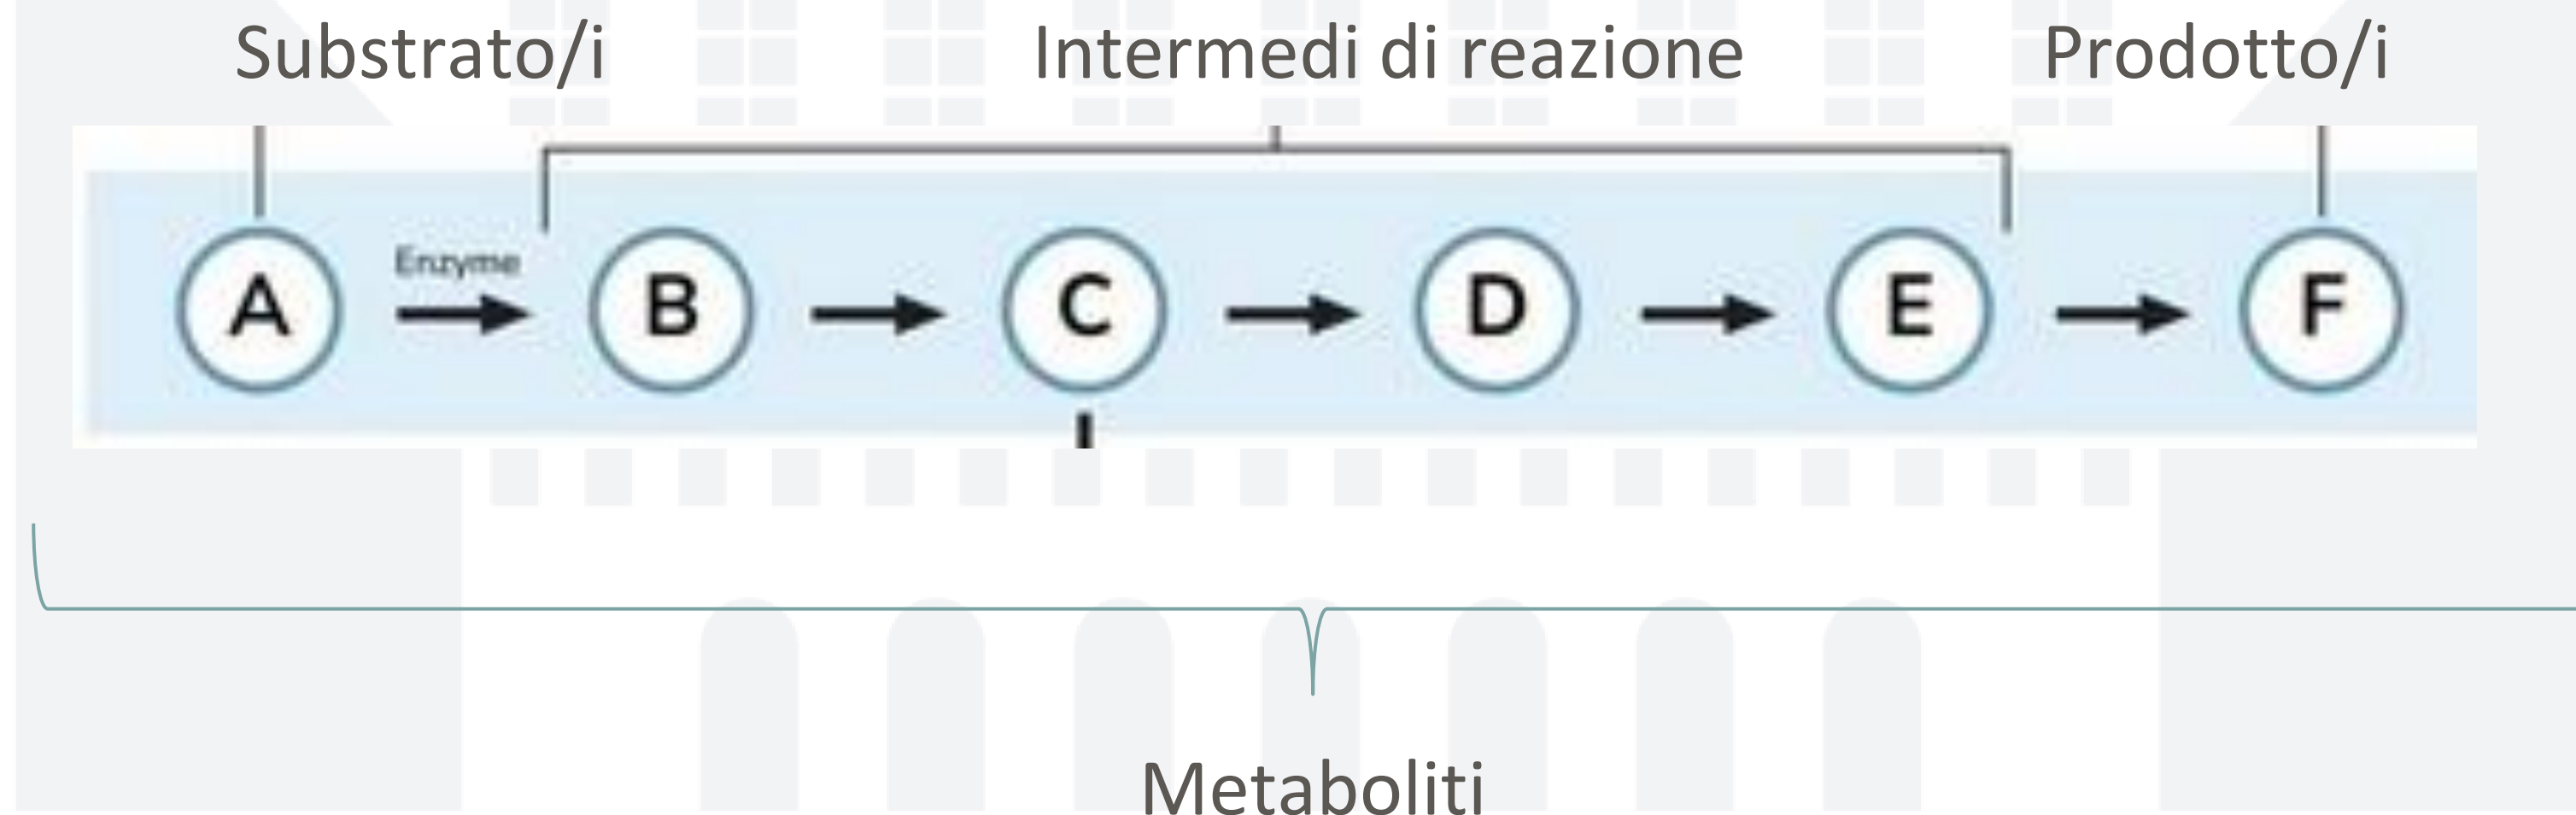 Substrato/i Intermedi di reazione Prodotto/i
Enzyme
A B C D E F
Metaboliti